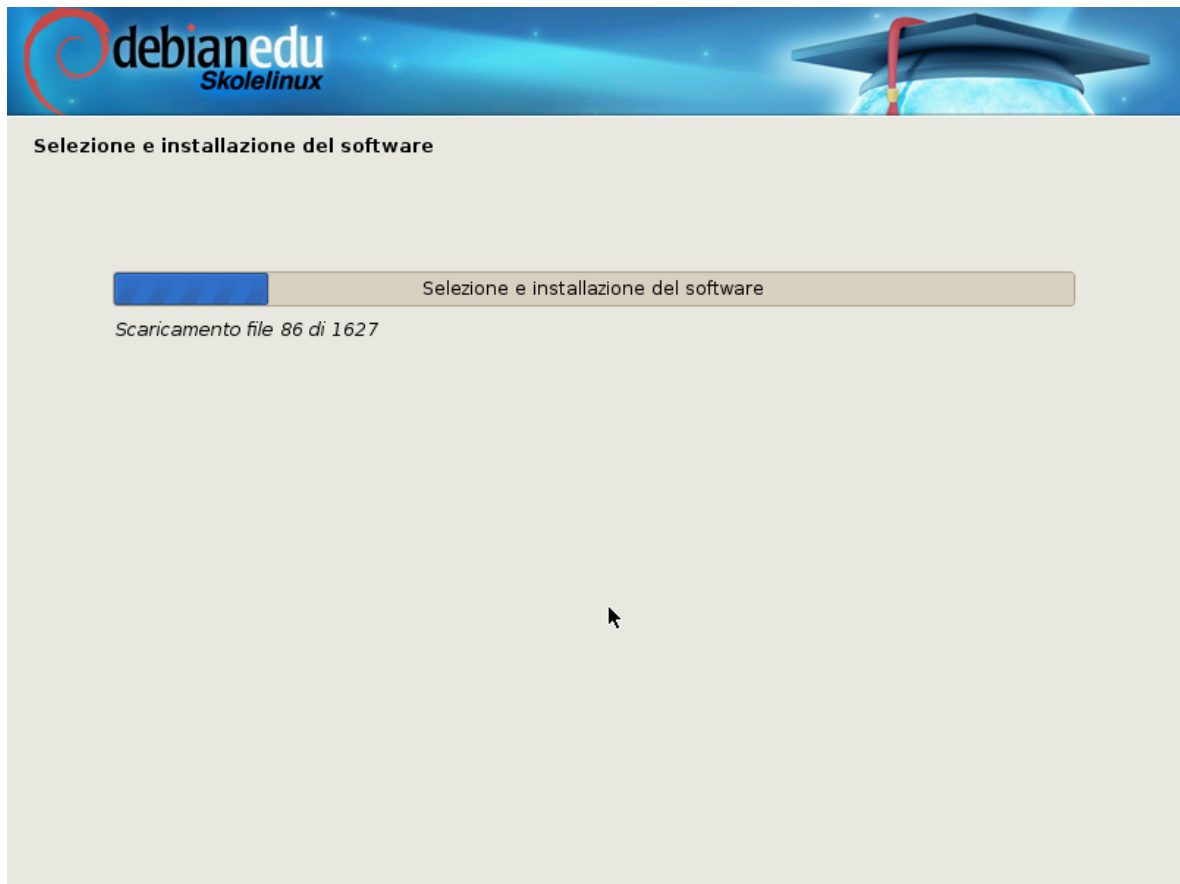 debianedu
Skolelinux
Selezione e installazione del software
Selezione e installazione del software
Scaricamento file 86 di 1627